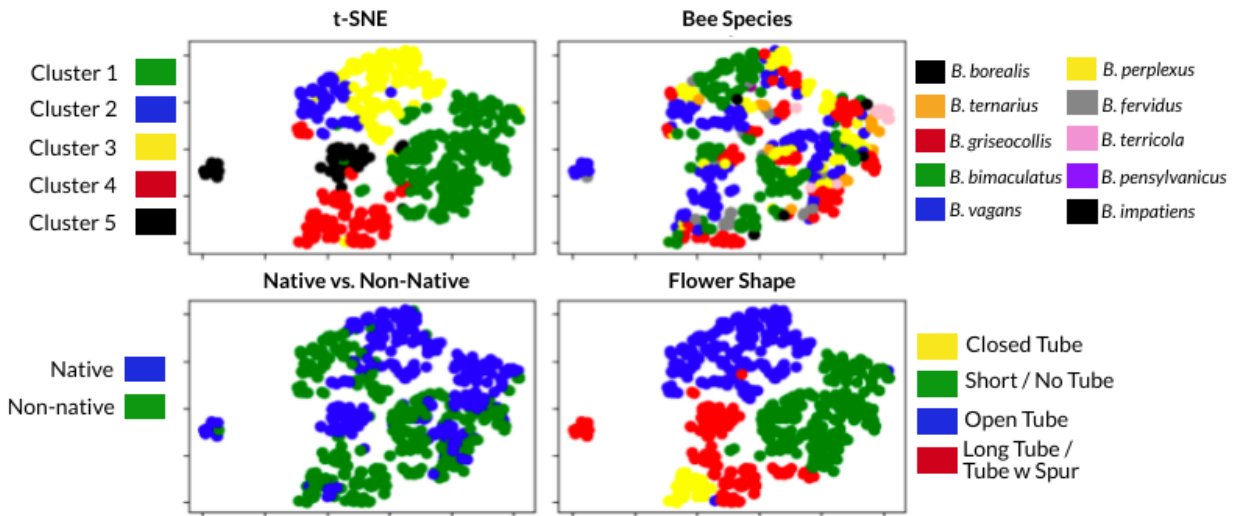 t-SNE
Bee Species
Cluster 1
Cluster 2
Cluster 3
Cluster 4
Cluster 5
B. borealis
B. ternarius
B. griseocollis
B. bimaculatus
B. vagans
B. perplexus
B. fervidus
B. terricola
B. pensylvanicus
B. impatiens
Native vs. Non-Native
Flower Shape
Native
Non-native
Closed Tube
Short / No Tube
Open Tube
Long Tube /
Tube w Spur